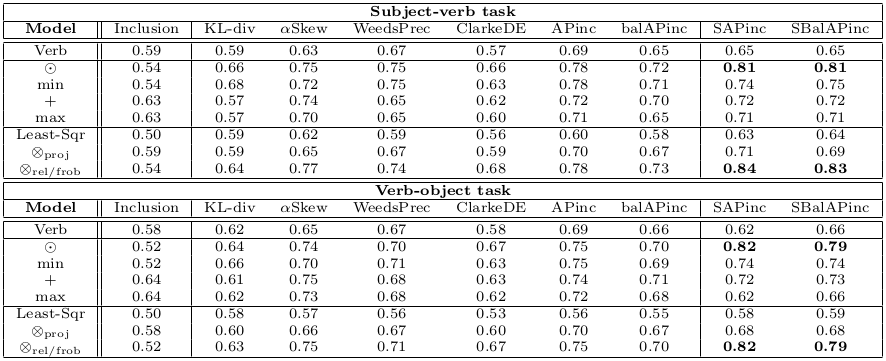 Subject-verb task
Model Inclusion KL-div αSkew WeedsPrec ClarkeDE APinc balAPinc SAPinc SBalAPinc
Verb 0.59 0.59 0.63 0.67 0.57 0.69 0.65 0.65 0.65
⊙ 0.54 0.66 0.75 0.75 0.66 0.78 0.72 0.81 0.81
min 0.54 0.68 0.72 0.75 0.63 0.78 0.71 0.74 0.75
+ 0.63 0.57 0.74 0.65 0.62 0.72 0.70 0.72 0.72
max 0.63 0.57 0.70 0.65 0.60 0.71 0.65 0.71 0.71
Least-Sqr 0.50 0.59 0.62 0.59 0.56 0.60 0.58 0.63 0.64
⊗proj 0.59 0.59 0.65 0.67 0.59 0.70 0.67 0.71 0.69
⊗rel/frob 0.54 0.64 0.77 0.74 0.68 0.78 0.73 0.84 0.83
Verb-object task
Model Inclusion KL-div αSkew WeedsPrec ClarkeDE APinc balAPinc SAPinc SBalAPinc
Verb 0.58 0.62 0.65 0.67 0.58 0.69 0.66 0.62 0.66
⊙ 0.52 0.64 0.74 0.70 0.67 0.75 0.70 0.82 0.79
min 0.52 0.66 0.70 0.71 0.63 0.75 0.69 0.74 0.74
+ 0.64 0.61 0.75 0.68 0.63 0.74 0.71 0.72 0.73
max 0.64 0.62 0.73 0.68 0.62 0.72 0.68 0.62 0.66
Least-Sqr 0.50 0.58 0.57 0.56 0.53 0.56 0.55 0.58 0.59
⊗proj 0.58 0.60 0.66 0.67 0.60 0.70 0.67 0.68 0.68
⊗rel/frob 0.52 0.63 0.75 0.71 0.67 0.75 0.70 0.82 0.79